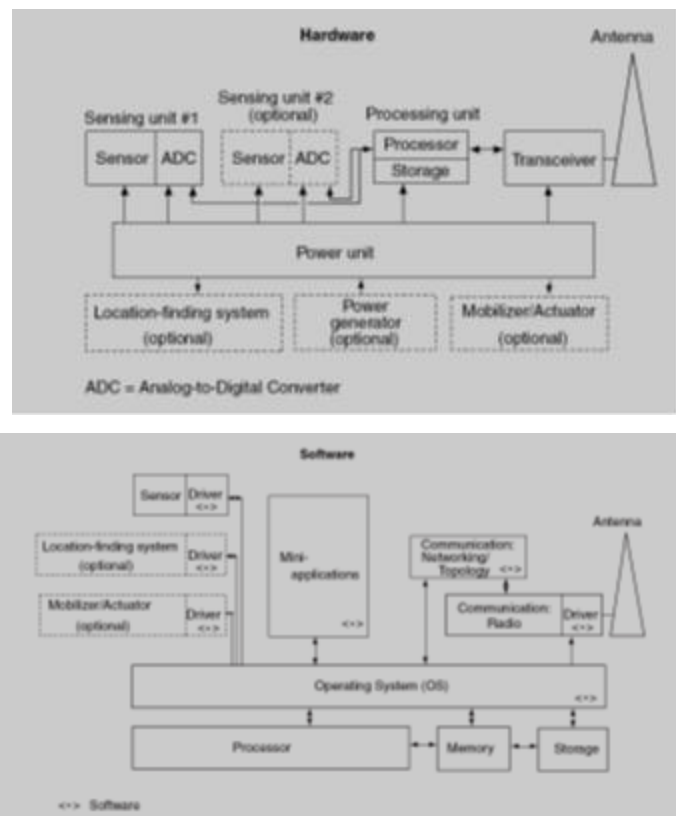 Hardware
Antenna
Sensing unit #1
Sensing unit #2
(optional)
Processing unit
Sensor
ADC
Sensor
ADC
Processor
Storage
Transceiver
Power unit
Location-finding system
(optional)
Power
generator
(optional)
Mobilizer/Actuator
(optional)
ADC = Analog-to-Digital Converter
Software
Sensor
Driver
<•>
Location-finding system
(optional)
Driver
<•>
Mobilizer/Actuator
(optional)
Driver
<•>
Mini-
applications
<•>
Communication:
Networking/
Topology <•>
Antenna
Communication:
Radio
Driver
<•>
Operating System (OS)
<•>
Processor
Memory
Storage
<•> Software